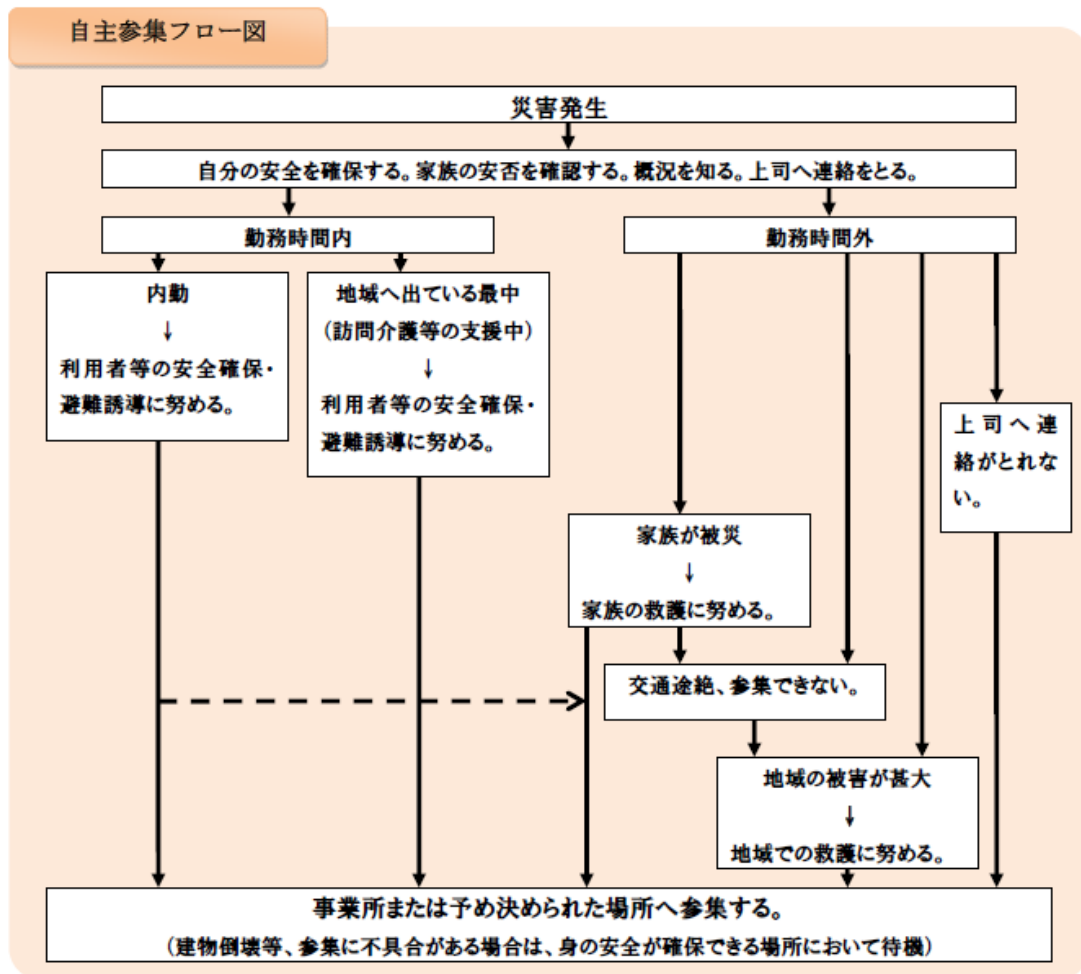 自主参集フロー図
災害発生
自分の安全を確保する。家族の安否を確認する。概況を知る。上司へ連絡をとる。
勤務時間内
勤務時間外
内勤
↓
利用者等の安全確保・
避難誘導に努める。
地域へ出ている最中
(訪問介護等の支援中)
↓
利用者等の安全確保・
避難誘導に努める。
上司へ連
絡がとれな
い。
家族が被災
↓
家族の救護に努める。
交通途絶、参集できない。
地域の被害が甚大
↓
地域での救護に努める。
事業所または予め決められた場所へ参集する。
(建物倒壊等、参集に不具合がある場合は、身の安全が確保できる場所において待機)